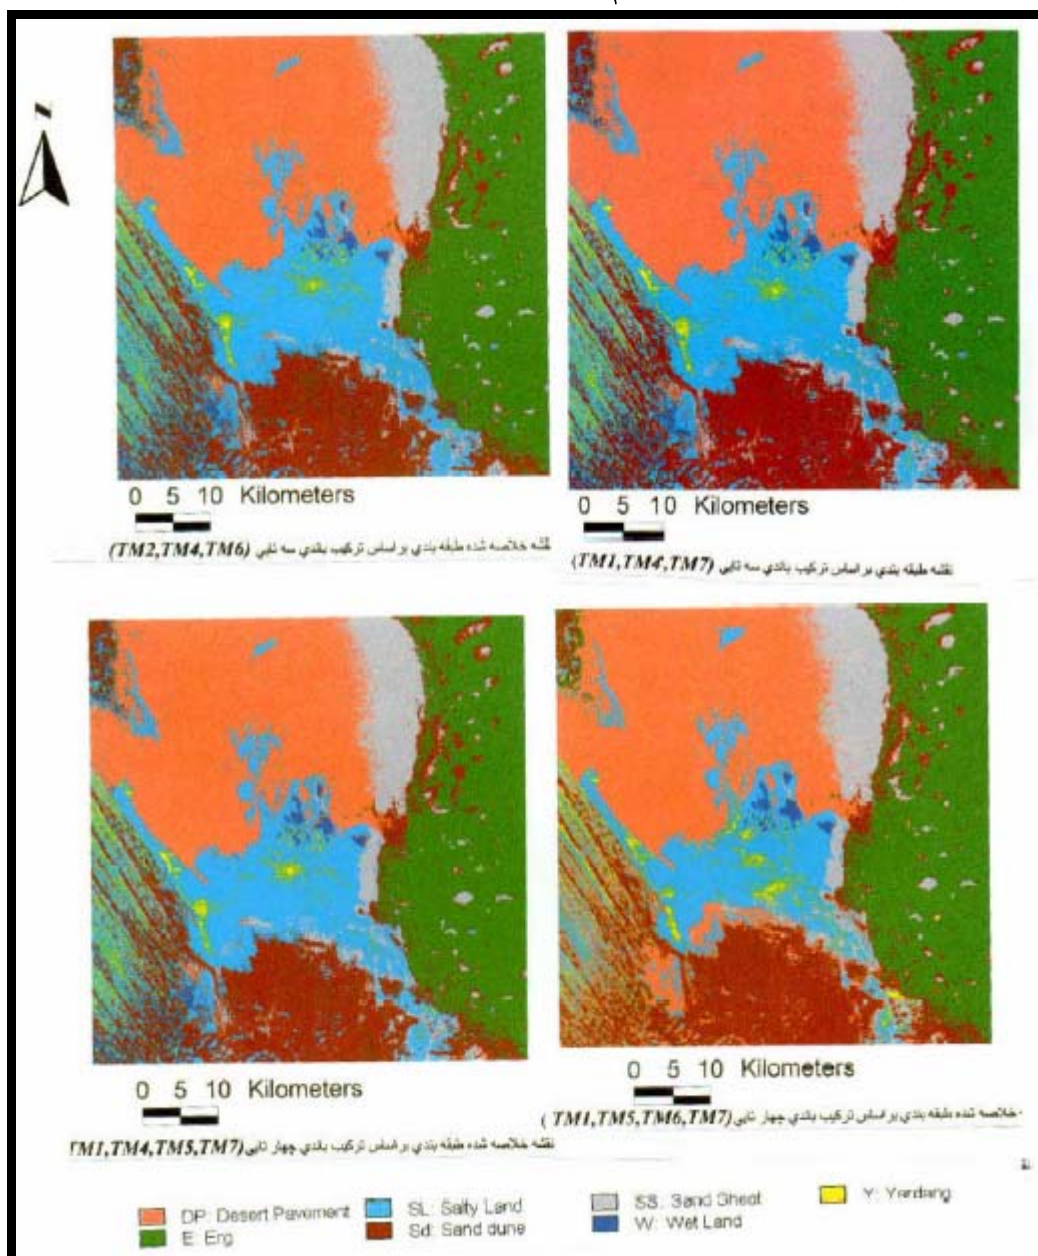 0 5 10 Kilometers
0 5 10 Kilometers
نقشه خلاصه شده طبقه بندي بر اساس تركيب باندي سه تايي (TM2,TM4,TM6)
نقشه طبقه بندي بر اساس تركيب باندي سه تايي (TM1,TM4,TM7)
0 5 10 Kilometers
0 5 10 Kilometers
خلاصه شده طبقه بندي بر اساس تركيب باندي چهار تايي (TM1,TM5,TM6,TM7)
نقشه خلاصه شده طبقه بندي بر اساس تركيب باندي چهار تايي (TM1,TM4,TM5,TM7)
DP: Desert Pavement SL: Salty Land SS: Sand Sheet Y: Yardang
E: Erg Sd: Sand dune W: Wet Land